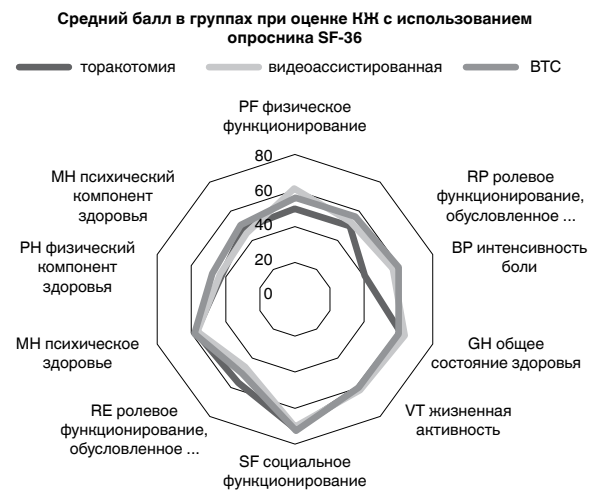 Средний балл в группах при оценке КЖ с использованием
опросника SF-36
торакотомия
видеоассистированная
ВТС
PF физическое
функционирование
80
60
40
20
0
RP ролевое
функционирование,
обусловленное ...
BP интенсивность
боли
GH общее
состояние здоровья
VT жизненная
активность
SF социальное
функционирование
RE ролевое
функционирование,
обусловленное ...
MH психическое
здоровье
PH физический
компонент
здоровья
MH психический
компонент
здоровья